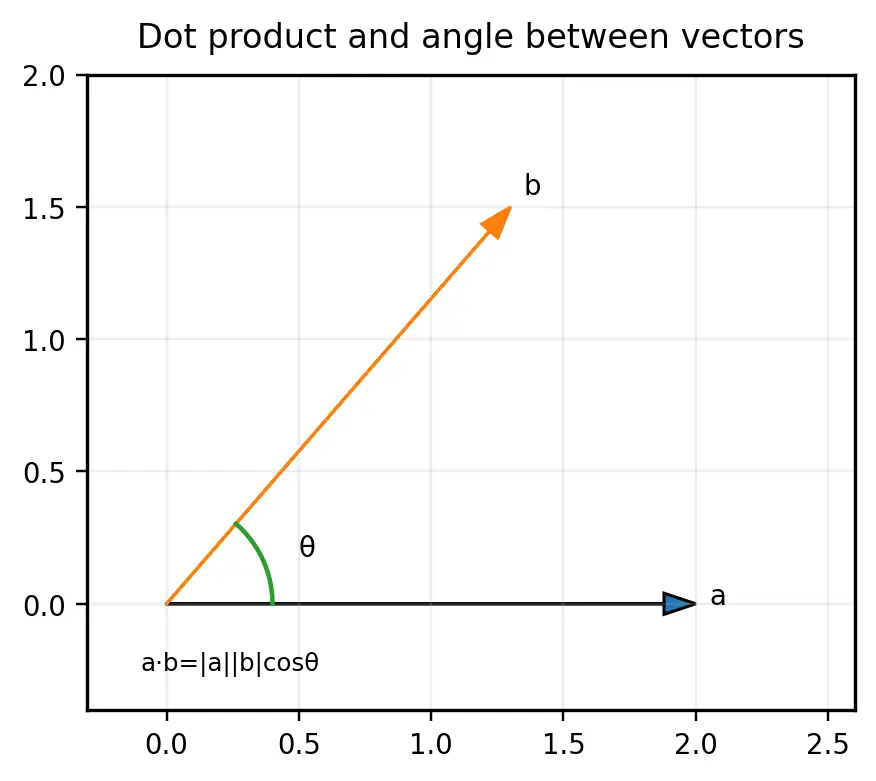 Dot product and angle between vectors
2.0
b
1.5
1.0
0.5
θ
0.0
a
a·b=|a||b|cosθ
0.0 0.5 1.0 1.5 2.0 2.5